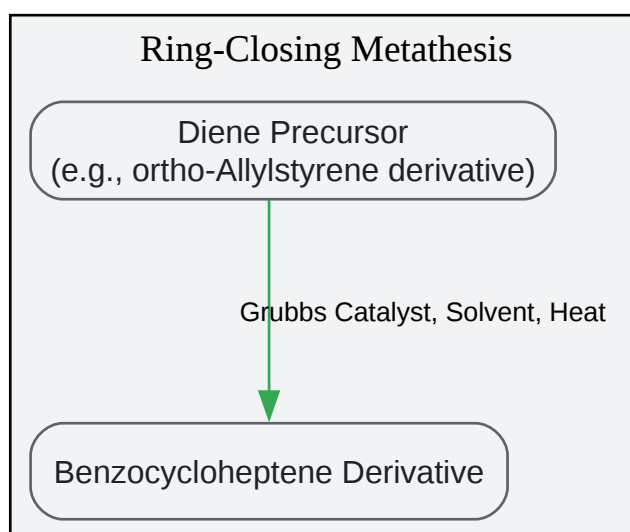 Ring-Closing Metathesis
Diene Precursor
(e.g., ortho-Allylstyrene derivative)
Grubbs Catalyst, Solvent, Heat
Benzocycloheptene Derivative